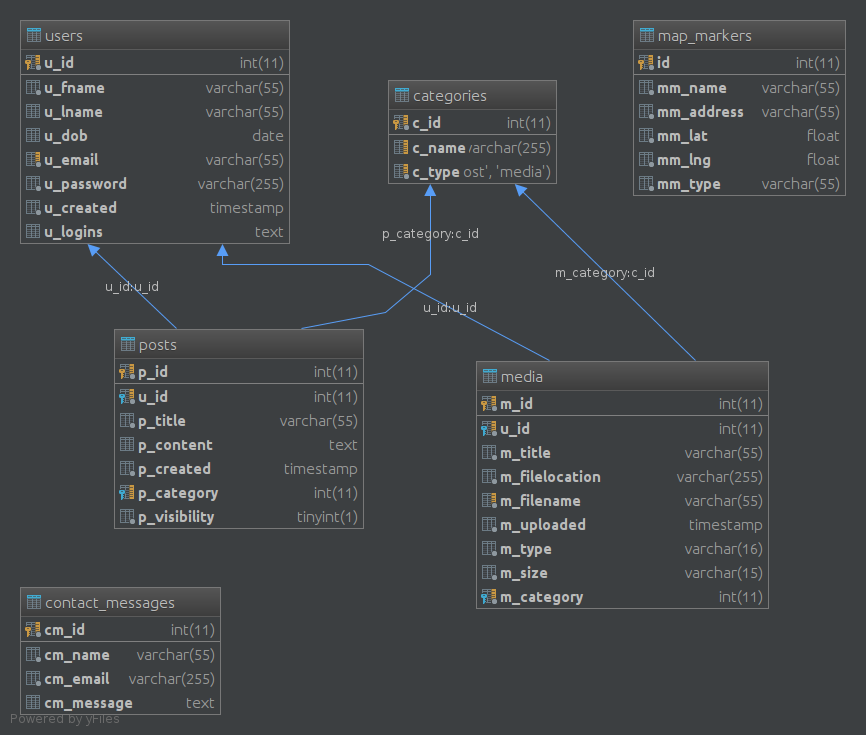 users
u_id int(11)
u_fname varchar(55)
u_lname varchar(55)
u_dob date
u_email varchar(55)
u_password varchar(255)
u_created timestamp
u_logins text
categories
c_id int(11)
c_name varchar(255)
c_type ost', 'media')
map_markers
id int(11)
mm_name varchar(55)
mm_address varchar(55)
mm_lat float
mm_lng float
mm_type varchar(55)
p_category:c_id
m_category:c_id
u_id:u_id
u_id:u_id
posts
p_id int(11)
u_id int(11)
p_title varchar(55)
p_content text
p_created timestamp
p_category int(11)
p_visibility tinyint(1)
media
m_id int(11)
u_id int(11)
m_title varchar(55)
m_filelocation varchar(255)
m_filename varchar(55)
m_uploaded timestamp
m_type varchar(16)
m_size varchar(15)
m_category int(11)
contact_messages
cm_id int(11)
cm_name varchar(55)
cm_email varchar(255)
cm_message text
Powered by yFiles